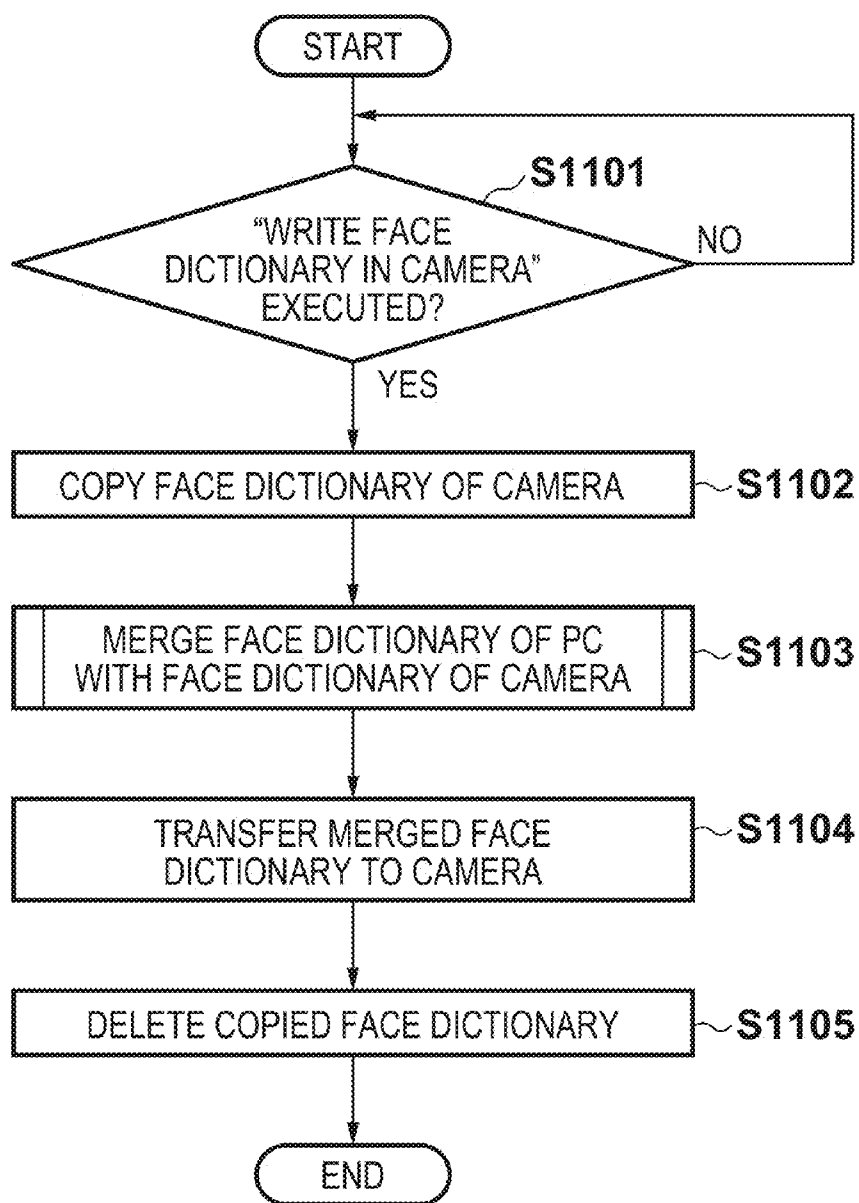 START
S1101
“WRITE FACE
DICTIONARY IN CAMERA”
EXECUTED?
NO
YES
COPY FACE DICTIONARY OF CAMERA
S1102
MERGE FACE DICTIONARY OF PC
WITH FACE DICTIONARY OF CAMERA
S1103
TRANSFER MERGED FACE
DICTIONARY TO CAMERA
S1104
DELETE COPIED FACE DICTIONARY
S1105
END